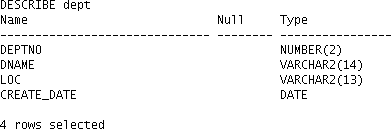 DESCRIBE dept
Name                           Null     Type
------------------------------ -------- --------------------
DEPTNO                                  NUMBER(2)
DNAME                                   VARCHAR2(14)
LOC                                     VARCHAR2(13)
CREATE_DATE                             DATE

4 rows selected